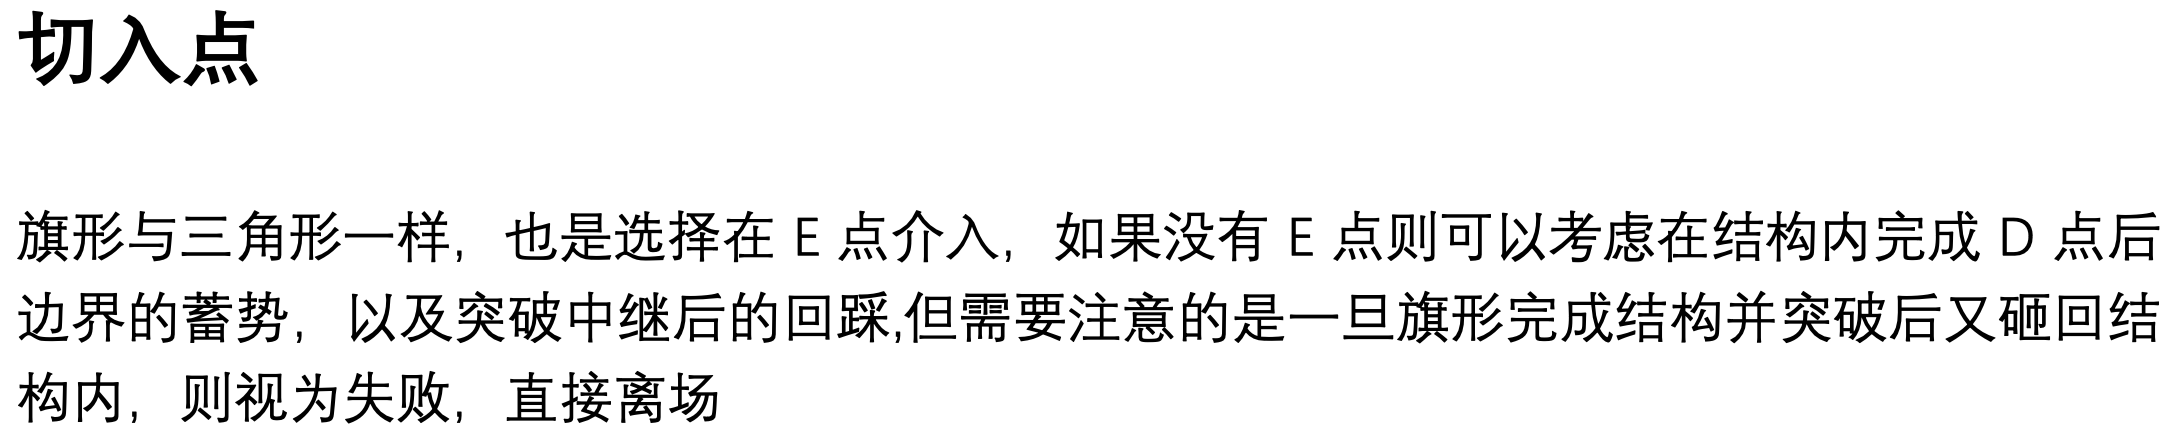 切入点
旗形与三角形一样，也是选择在 E 点介入，如果没有 E 点则可以考虑在结构内完成 D 点后
边界的蓄势，以及突破中继后的回踩,但需要注意的是一旦旗形完成结构并突破后又砸回结
构内，则视为失败，直接离场